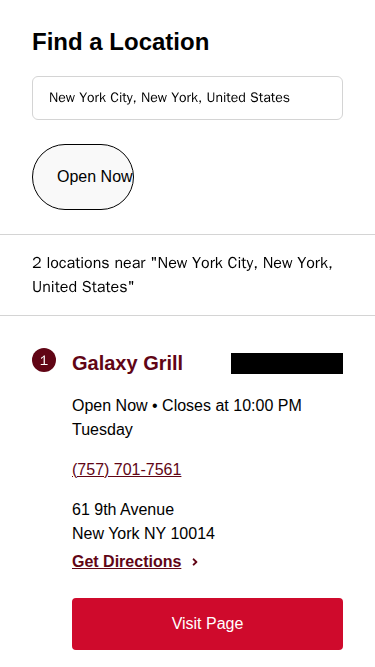 Find a Location
New York City, New York, United States
Open Now
2 locations near "New York City, New York,
United States"
1
Galaxy Grill
Open Now • Closes at 10:00 PM
Tuesday
(757) 701-7561
61 9th Avenue
New York NY 10014
Get Directions
Visit Page